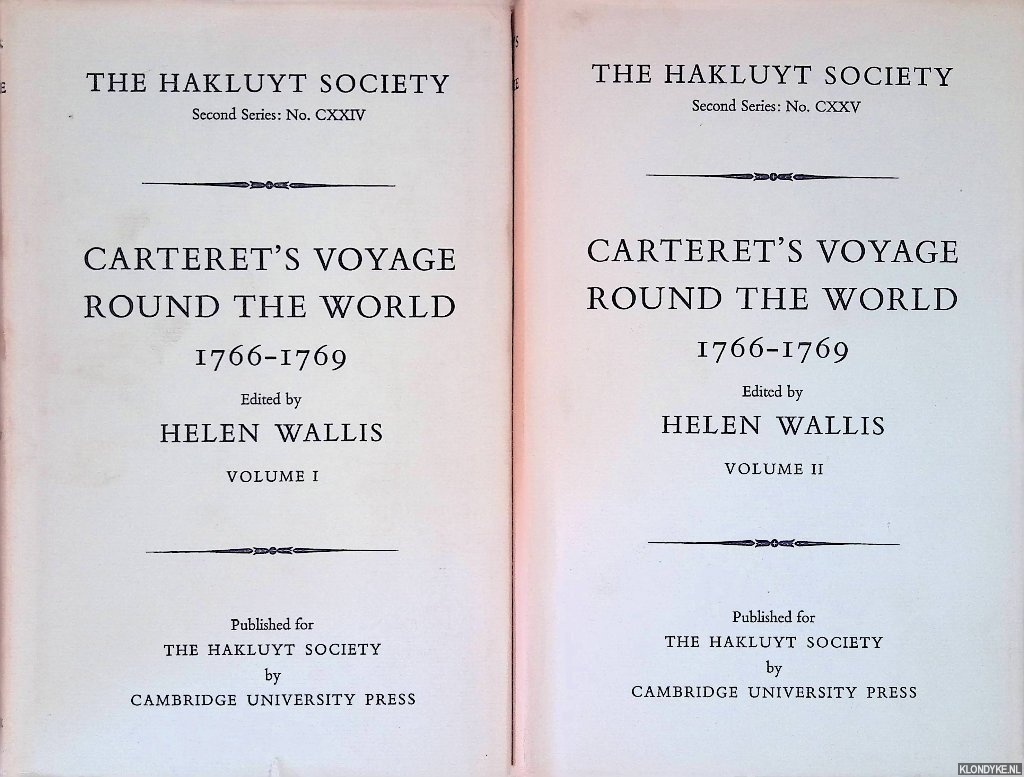 THE HAKLUYT SOCIETY
Second Series: No. CXXIV
CARTERET'S VOYAGE
ROUND THE WORLD
1766-1769
Edited by
HELEN WALLIS
VOLUME I
Published for
THE HAKLUYT SOCIETY
by
CAMBRIDGE UNIVERSITY PRESS
THE HAKLUYT SOCIETY
Second Series: No. CXXV
CARTERET'S VOYAGE
ROUND THE WORLD
1766-1769
Edited by
HELEN WALLIS
VOLUME II
Published for
THE HAKLUYT SOCIETY
by
CAMBRIDGE UNIVERSITY PRESS
KLONDYKE.NL